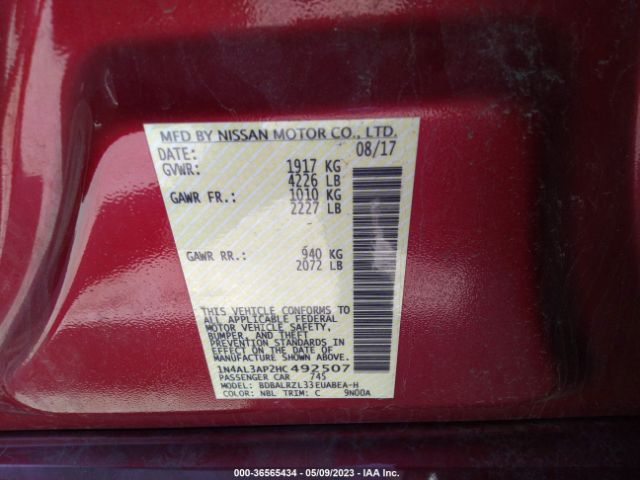 MFD BY NISSAN MOTOR CO., LTD.
DATE: 08/17
GVWR: 1917 KG
4226 LB
GAWR FR.: 1010 KG
2227 LB
GAWR RR.: 940 KG
2072 LB
THIS VEHICLE CONFORMS TO
ALL APPLICABLE FEDERAL
MOTOR VEHICLE SAFETY,
BUMPER, AND THEFT
PREVENTION STANDARDS IN
EFFECT ON THE DATE OF
MANUFACTURE SHOWN ABOVE.
1N4AL3AP2HC492507
PASSENGER CAR 745
MODEL: BDBALRZL33EUABEA-H
COLOR: NBL TRIM: C 9N00A
000-36565434 - 05/09/2023 - IAA Inc.